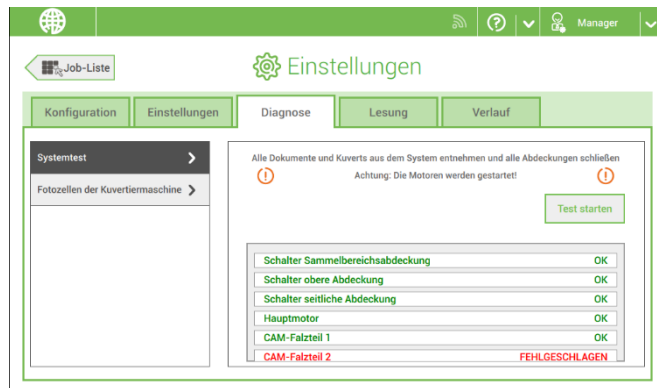 Manager
Job-Liste
Einstellungen
Konfiguration
Einstellungen
Diagnose
Lesung
Verlauf
Systemtest
Fotozellen der Kuvertiermaschine
Alle Dokumente und Kuverts aus dem System entnehmen und alle Abdeckungen schließen
Achtung: Die Motoren werden gestartet!
Test starten
Schalter Sammelbereichsabdeckung OK
Schalter obere Abdeckung OK
Schalter seitliche Abdeckung OK
Hauptmotor OK
CAM-Falzteil 1 OK
CAM-Falzteil 2 FEHLGESCHLAGEN